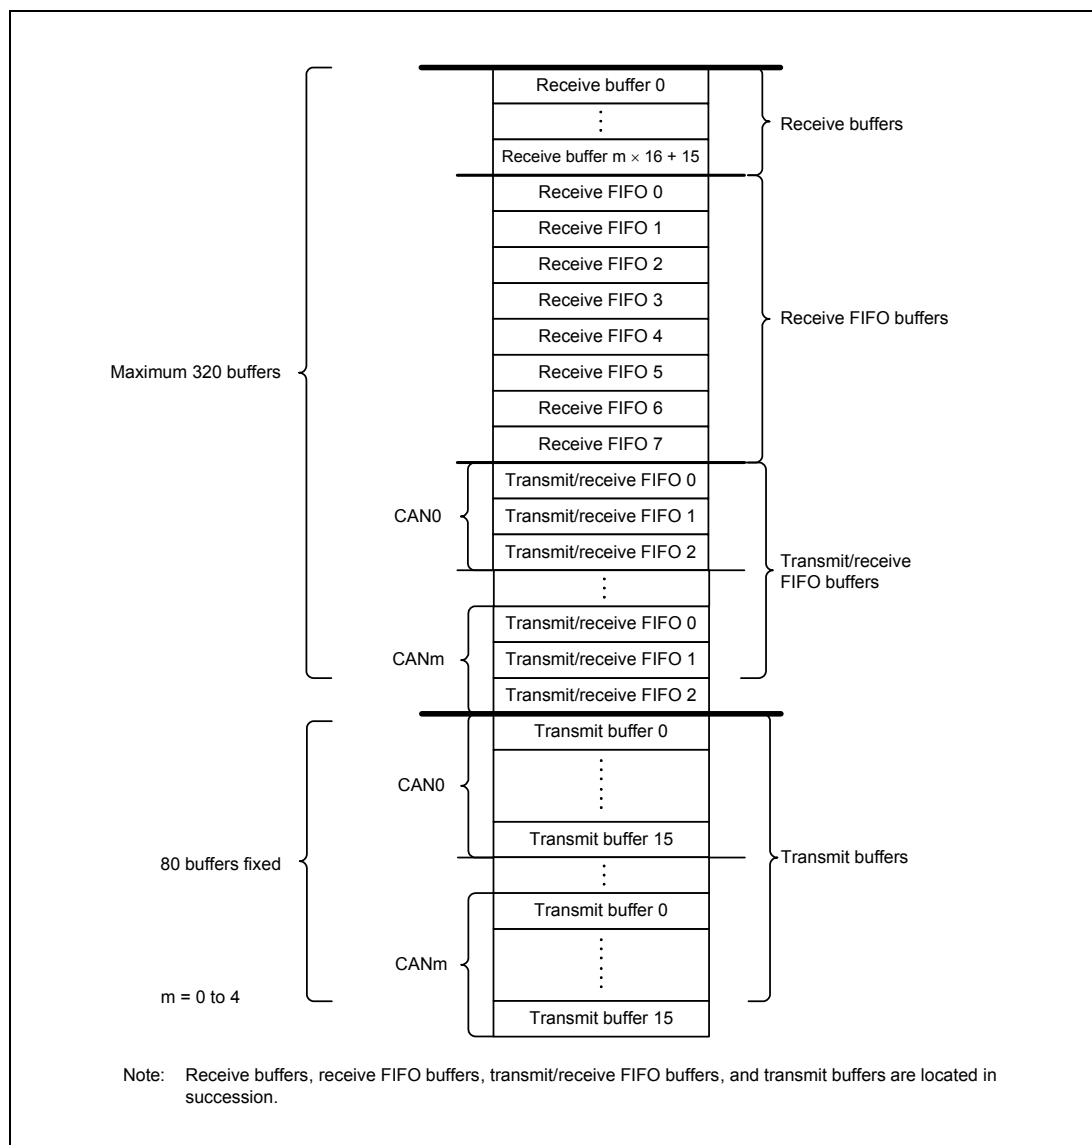 Receive buffer 0
Receive buffers
Receive buffer m × 16 + 15
Receive FIFO 0
Receive FIFO 1
Receive FIFO 2
Receive FIFO 3
Receive FIFO buffers
Receive FIFO 4
Maximum 320 buffers
Receive FIFO 5
Receive FIFO 6
Receive FIFO 7
Transmit/receive FIFO 0
CAN0
Transmit/receive FIFO 1
Transmit/receive FIFO 2
Transmit/receive
FIFO buffers
Transmit/receive FIFO 0
CANm
Transmit/receive FIFO 1
Transmit/receive FIFO 2
Transmit buffer 0
CAN0
Transmit buffer 15
80 buffers fixed
Transmit buffers
Transmit buffer 0
CANm
m = 0 to 4
Transmit buffer 15
Note: Receive buffers, receive FIFO buffers, transmit/receive FIFO buffers, and transmit buffers are located in
succession.